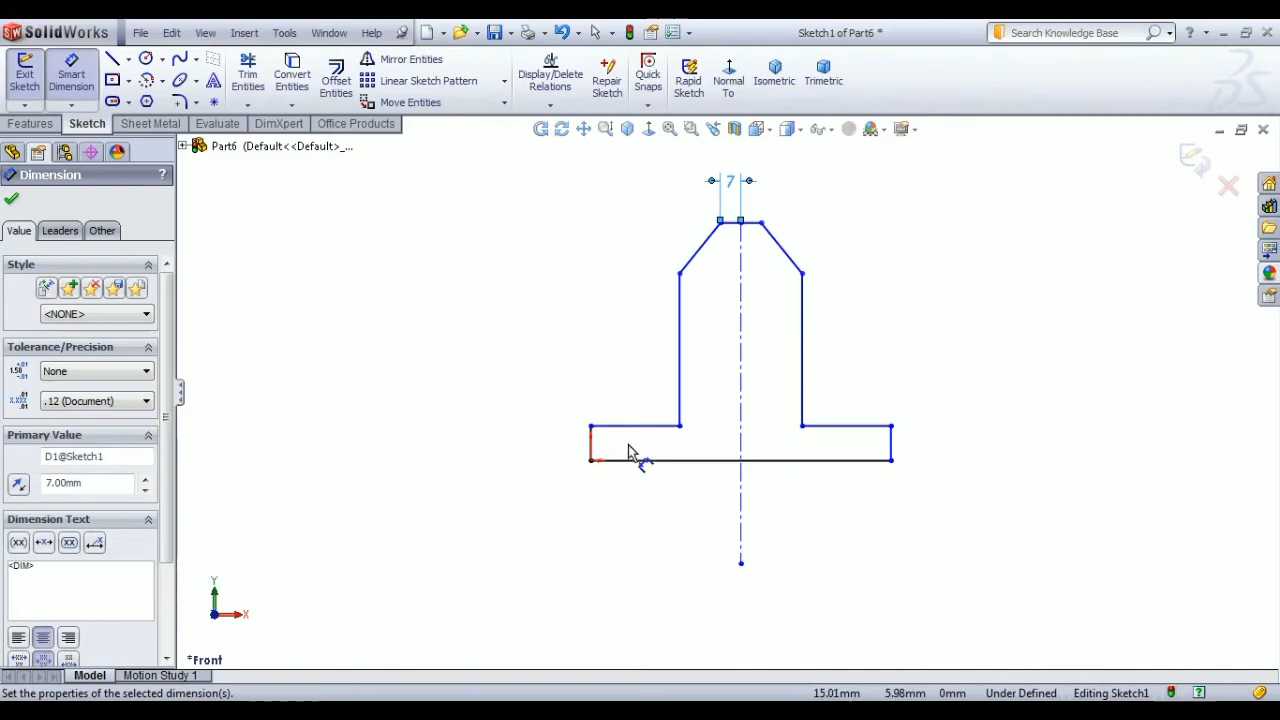 SolidWorks File Edit View Insert Tools Window Help Sketch1 of Part6 * Search Knowledge Base ?
Exit Sketch Smart Dimension Trim Entities Convert Entities Offset Entities Mirror Entities Linear Sketch Pattern Move Entities Display/Delete Relations Repair Sketch Quick Snaps Rapid Sketch Normal To Isometric Trimetric
Features Sketch Sheet Metal Evaluate DimXpert Office Products
Part6 (Default<<Default>_...
Dimension ?
7
Value Leaders Other
Style
<NONE>
Tolerance/Precision
None
.12 (Document)
Primary Value
D1@Sketch1
7.00mm
Dimension Text
(xx) (xx)
<DIM>
Y
X
*Front
Model Motion Study 1
Set the properties of the selected dimension(s). 15.01mm 5.98mm 0mm Under Defined Editing Sketch1 ?